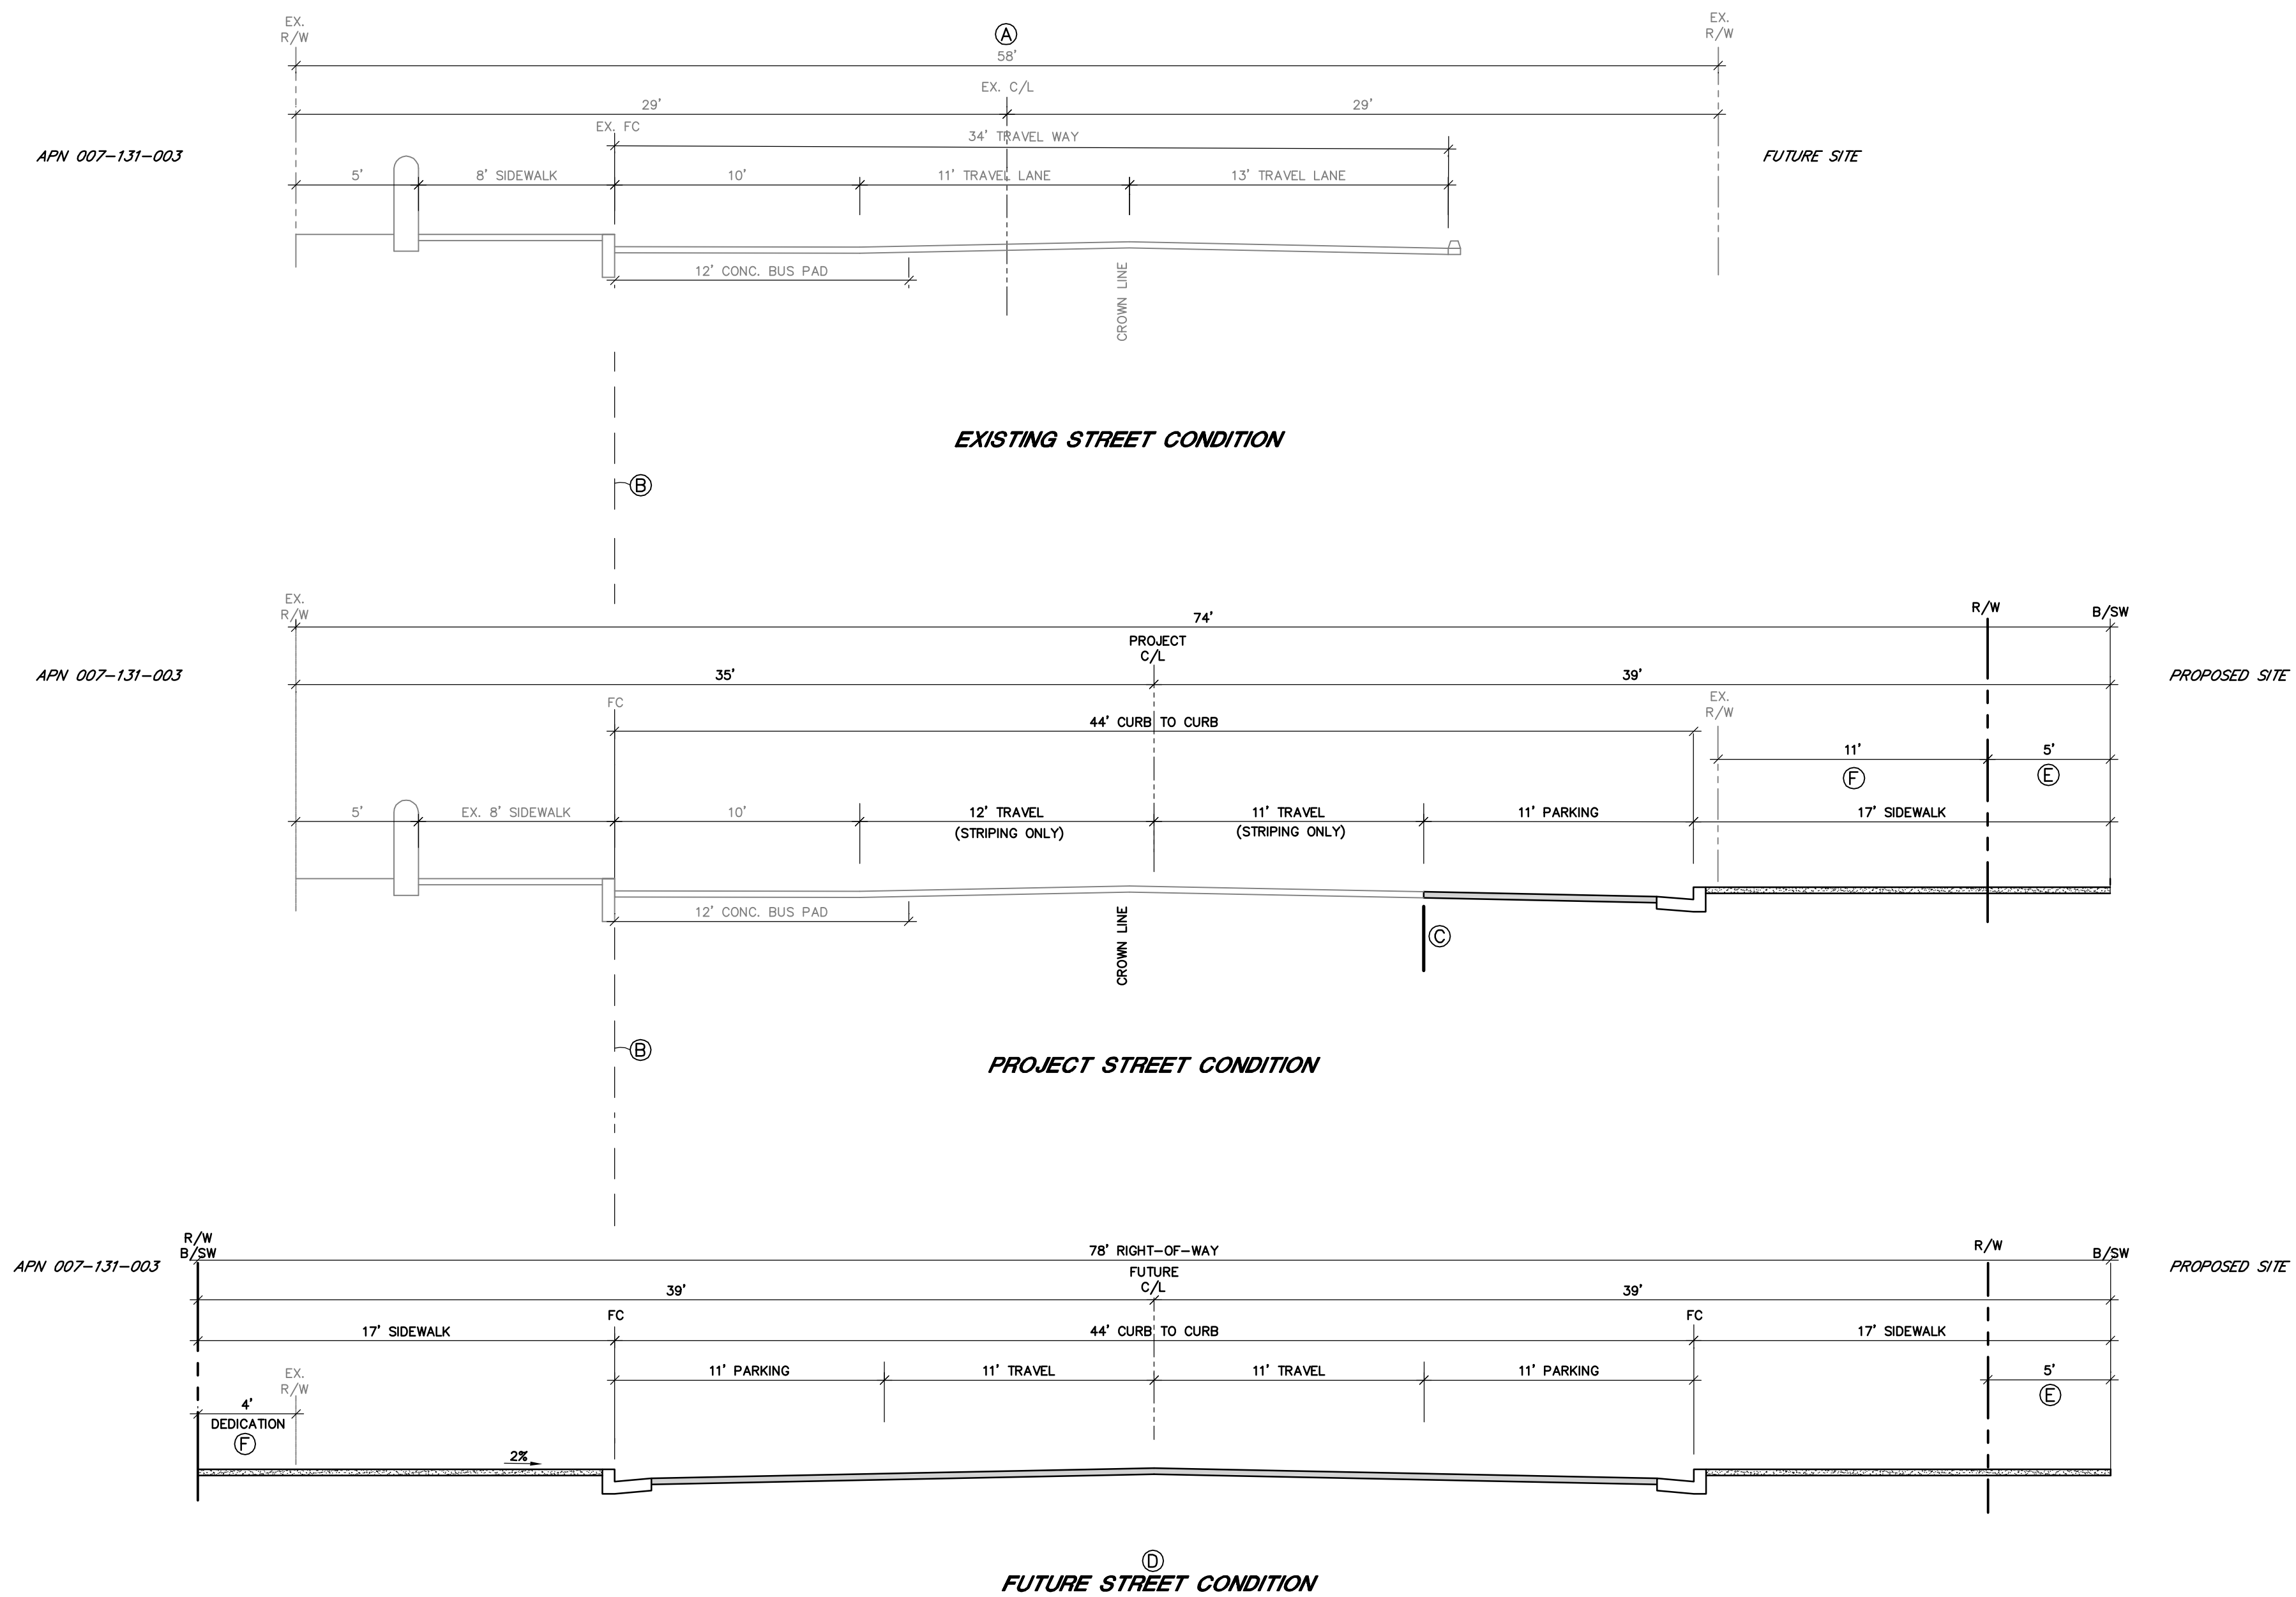 EX.
R/W
Ⓐ
58'
EX.
R/W
EX. C/L
29'
29'
EX. FC
34' TRAVEL WAY
APN 007-131-003
FUTURE SITE
5'
8' SIDEWALK
10'
11' TRAVEL LANE
13' TRAVEL LANE
12' CONC. BUS PAD
CROWN LINE
EXISTING STREET CONDITION
Ⓑ
EX.
R/W
74'
R/W
B/SW
PROJECT
C/L
APN 007-131-003
35'
39'
PROPOSED SITE
FC
EX.
R/W
44' CURB TO CURB
11'
5'
Ⓕ
Ⓔ
5'
EX. 8' SIDEWALK
10'
12' TRAVEL
(STRIPING ONLY)
11' TRAVEL
(STRIPING ONLY)
11' PARKING
17' SIDEWALK
12' CONC. BUS PAD
CROWN LINE
Ⓒ
Ⓑ
PROJECT STREET CONDITION
R/W
B/SW
78' RIGHT-OF-WAY
R/W
B/SW
APN 007-131-003
FUTURE
C/L
PROPOSED SITE
39'
39'
FC
FC
17' SIDEWALK
44' CURB TO CURB
17' SIDEWALK
EX.
R/W
11' PARKING
11' TRAVEL
11' TRAVEL
11' PARKING
5'
Ⓔ
4'
DEDICATION
Ⓕ
2%
Ⓓ
FUTURE STREET CONDITION